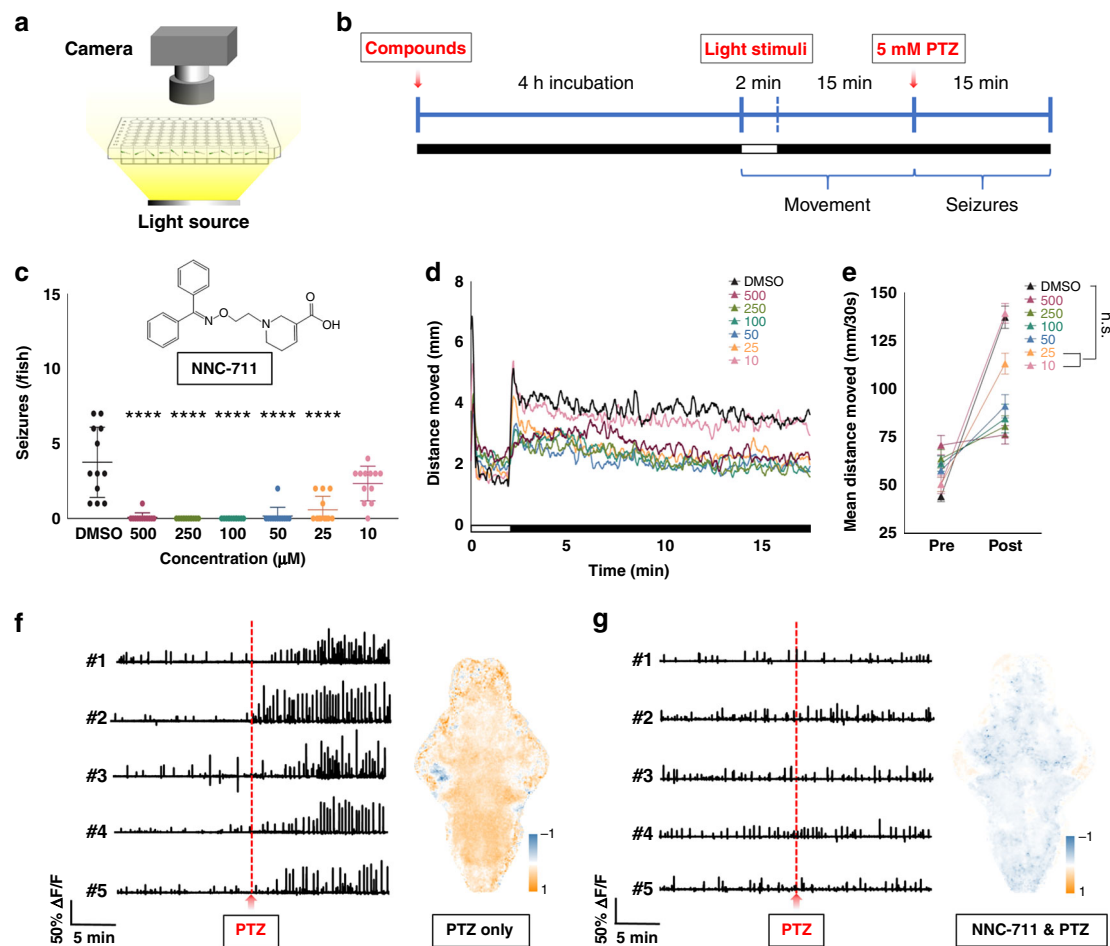 a
Camera
Light source
b
Compounds
Light stimuli
5 mM PTZ
4 h incubation
2 min
15 min
15 min
Movement
Seizures
c
Seizures (/fish)
15
10
5
0
O
OH
N
O
N
NNC-711
**** **** **** **** ****
DMSO 500 250 100 50 25 10
Concentration (μM)
d
Distance moved (mm)
8
6
4
2
0
DMSO
500
250
100
50
25
10
0 5 10 15
Time (min)
e
Mean distance moved (mm/30s)
150
125
100
75
50
25
DMSO
500
250
100
50
25
10
n.s.
Pre Post
f
#1
#2
#3
#4
#5
50% ΔF/F
5 min
PTZ
–1
1
PTZ only
g
#1
#2
#3
#4
#5
50% ΔF/F
5 min
PTZ
–1
1
NNC-711 & PTZ